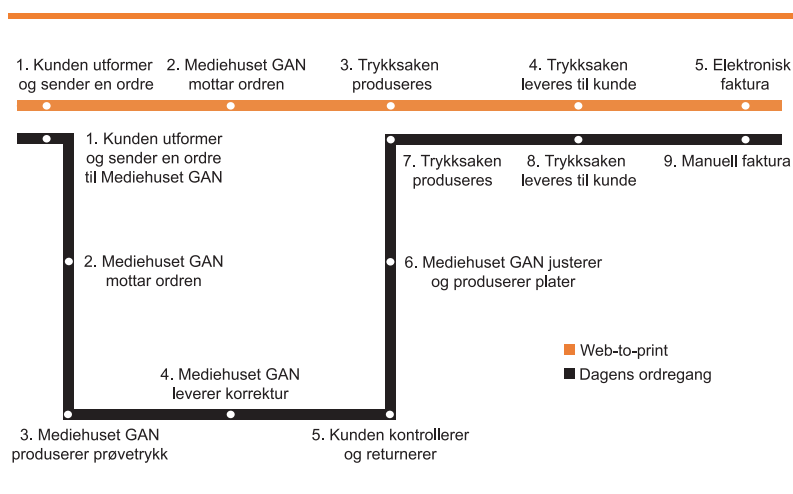 1. Kunden utformer
og sender en ordre
2. Mediehuset GAN
mottar ordren
3. Trykksaken
produseres
4. Trykksaken
leveres til kunde
5. Elektronisk
faktura
1. Kunden utformer
og sender en ordre
til Mediehuset GAN
2. Mediehuset GAN
mottar ordren
3. Mediehuset GAN
produserer prøvetrykk
4. Mediehuset GAN
leverer korrektur
5. Kunden kontrollerer
og returnerer
6. Mediehuset GAN justerer
og produserer plater
7. Trykksaken
produseres
8. Trykksaken
leveres til kunde
9. Manuell faktura
Web-to-print
Dagens ordregang